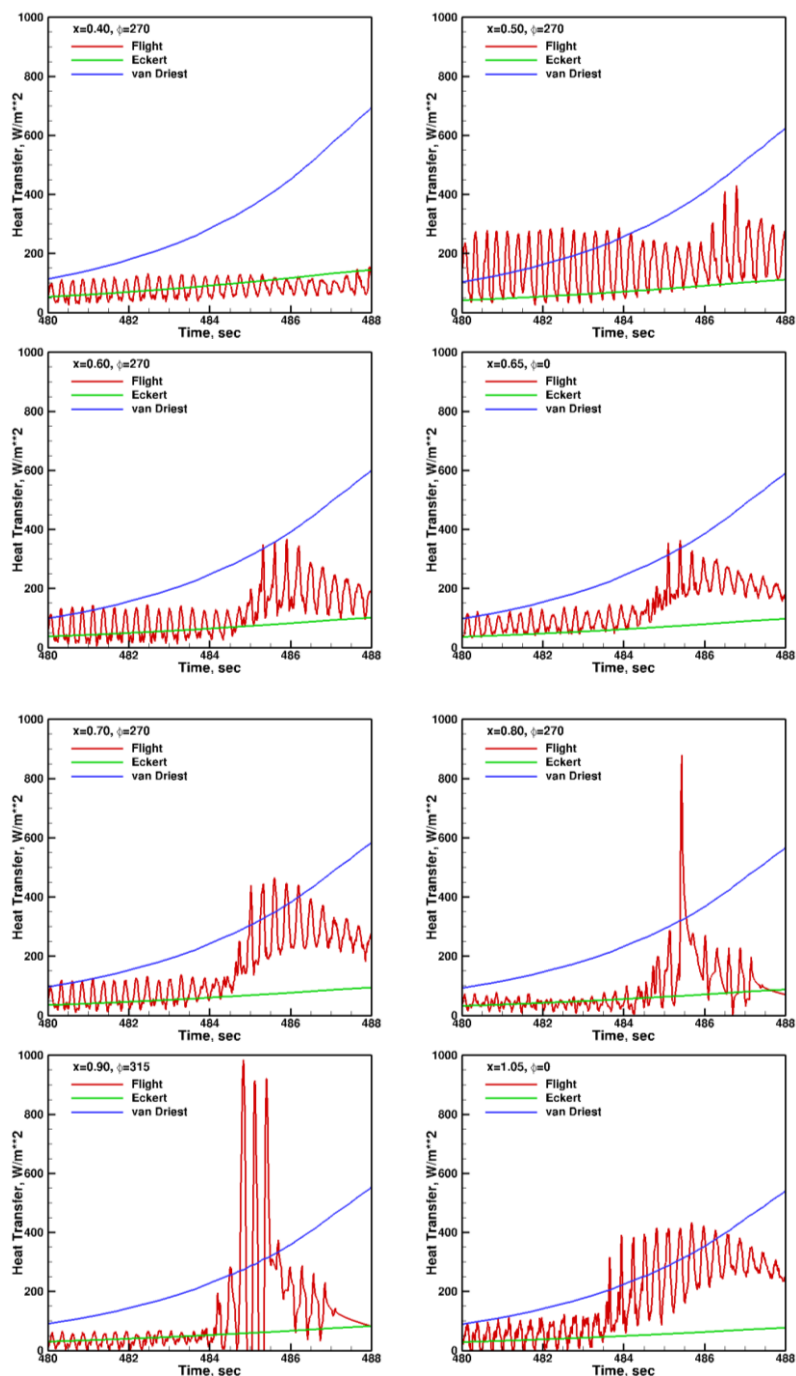 x=0.40, ϕ=270
Flight
Eckert
van Driest
Heat Transfer, W/m**2
1000
800
600
400
200
0
480 482 484 486 488
Time, sec
x=0.50, ϕ=270
Flight
Eckert
van Driest
Heat Transfer, W/m**2
1000
800
600
400
200
0
480 482 484 486 488
Time, sec
x=0.60, ϕ=270
Flight
Eckert
van Driest
Heat Transfer, W/m**2
1000
800
600
400
200
0
480 482 484 486 488
Time, sec
x=0.65, ϕ=0
Flight
Eckert
van Driest
Heat Transfer, W/m**2
1000
800
600
400
200
0
480 482 484 486 488
Time, sec
x=0.70, ϕ=270
Flight
Eckert
van Driest
Heat Transfer, W/m**2
1000
800
600
400
200
0
480 482 484 486 488
Time, sec
x=0.80, ϕ=270
Flight
Eckert
van Driest
Heat Transfer, W/m**2
1000
800
600
400
200
0
480 482 484 486 488
Time, sec
x=0.90, ϕ=315
Flight
Eckert
van Driest
Heat Transfer, W/m**2
1000
800
600
400
200
0
480 482 484 486 488
Time, sec
x=1.05, ϕ=0
Flight
Eckert
van Driest
Heat Transfer, W/m**2
1000
800
600
400
200
0
480 482 484 486 488
Time, sec